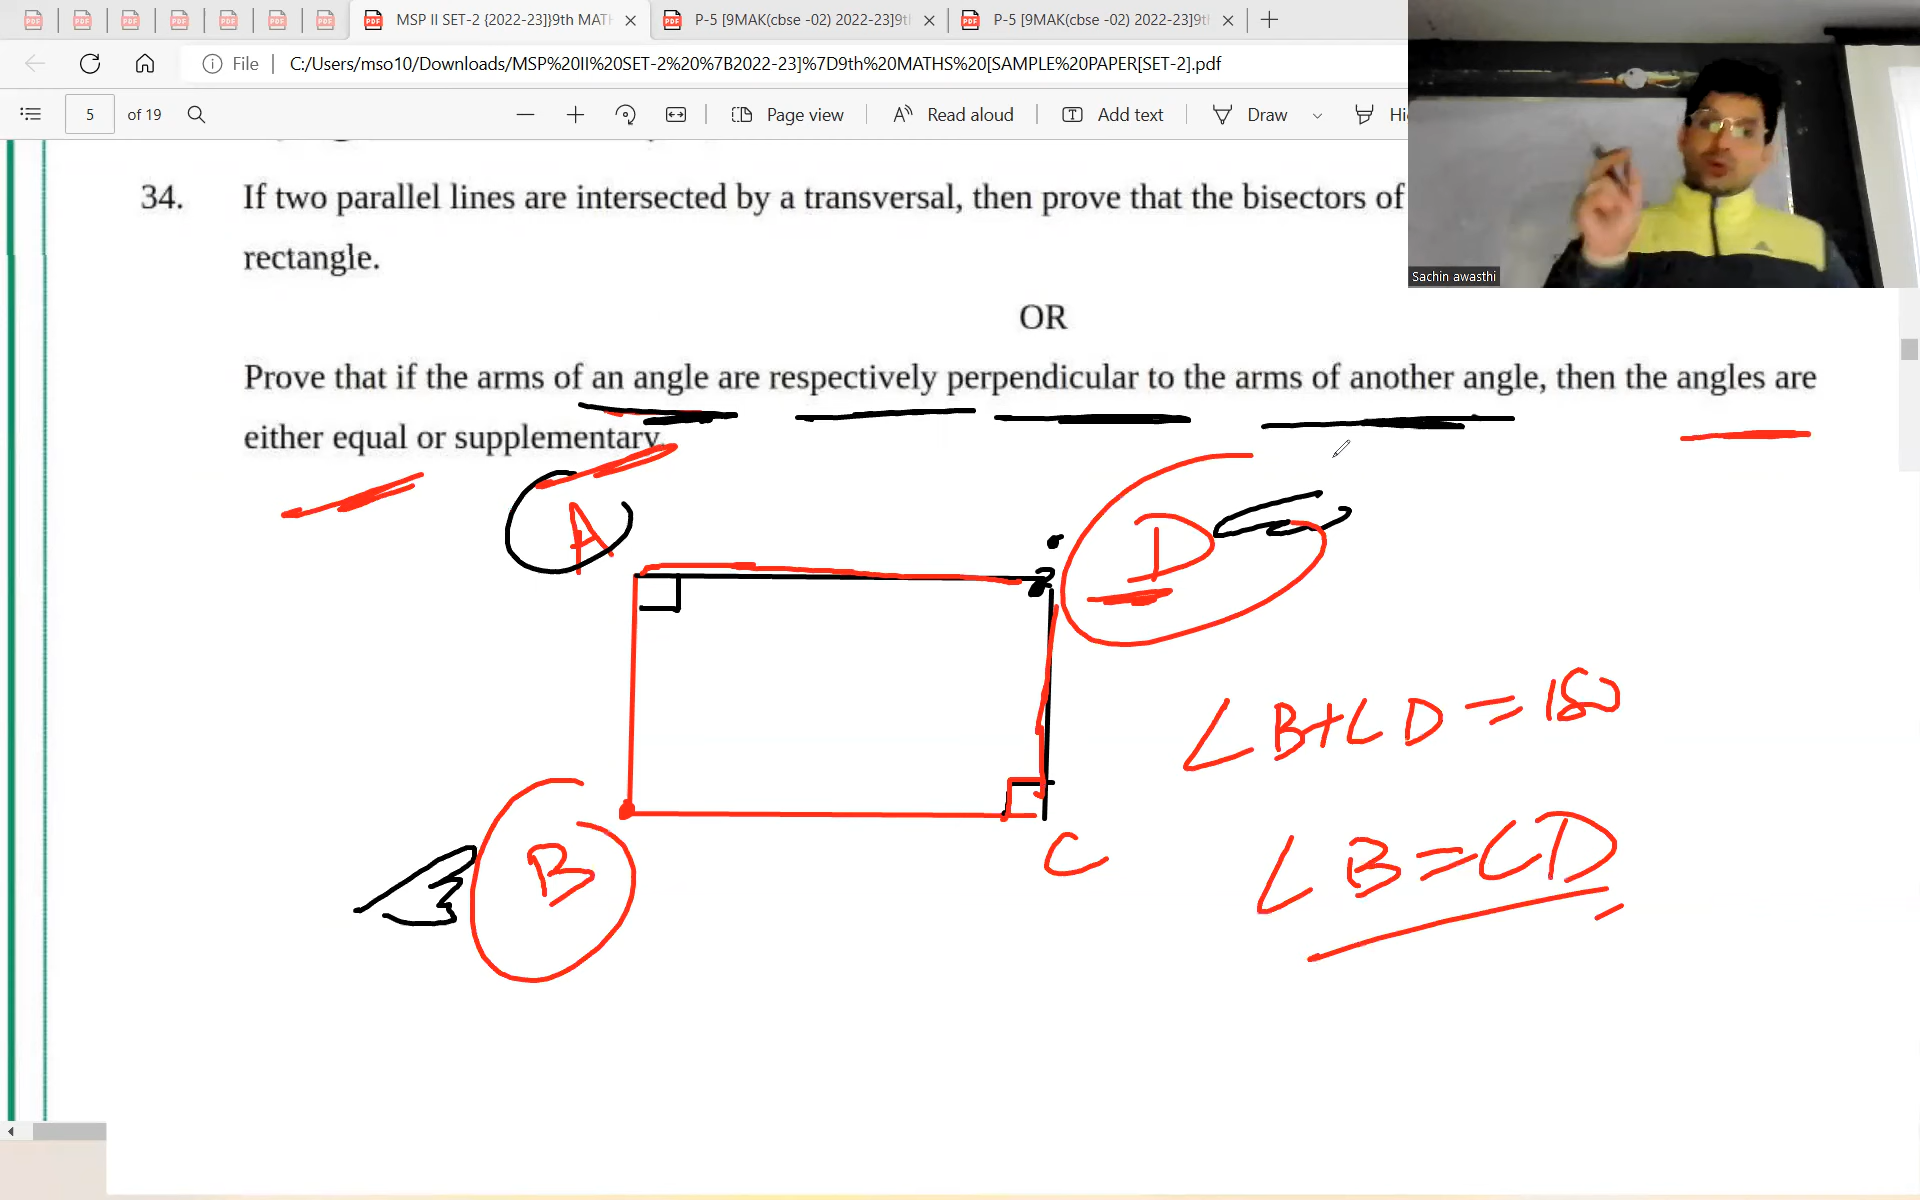 MSP II SET-2 {2022-23]}9th MAT
P-5 [9MAK(cbse -02) 2022-23]9t
P-5 [9MAK(cbse -02) 2022-23]9t
File
C:/Users/mso10/Downloads/MSP%20II%20SET-2%20%7B2022-23]%7D9th%20MATHS%20[SAMPLE%20PAPER[SET-2].pdf
5 of 19
Page view
Read aloud
Add text
Draw
Hi
Sachin awasthi
34. If two parallel lines are intersected by a transversal, then prove that the bisectors of
rectangle.
OR
Prove that if the arms of an angle are respectively perpendicular to the arms of another angle, then the angles are
either equal or supplementary
A
D
B
C
∠B+∠D=180
∠B=∠D